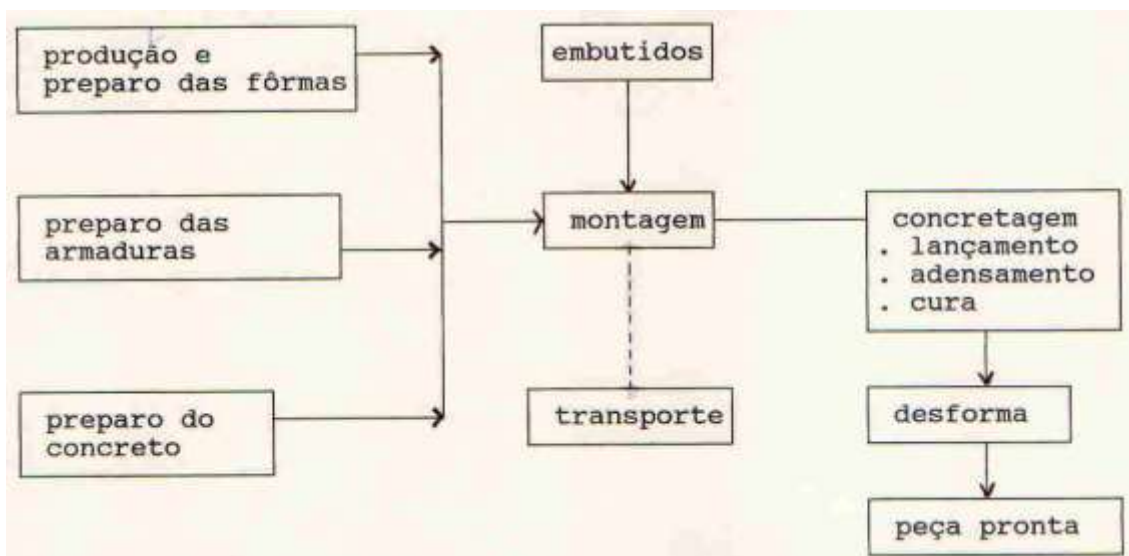 produção e
preparo das fôrmas
preparo das
armaduras
preparo do
concreto
embutidos
montagem
transporte
concretagem
. lançamento
. adensamento
. cura
desforma
peça pronta